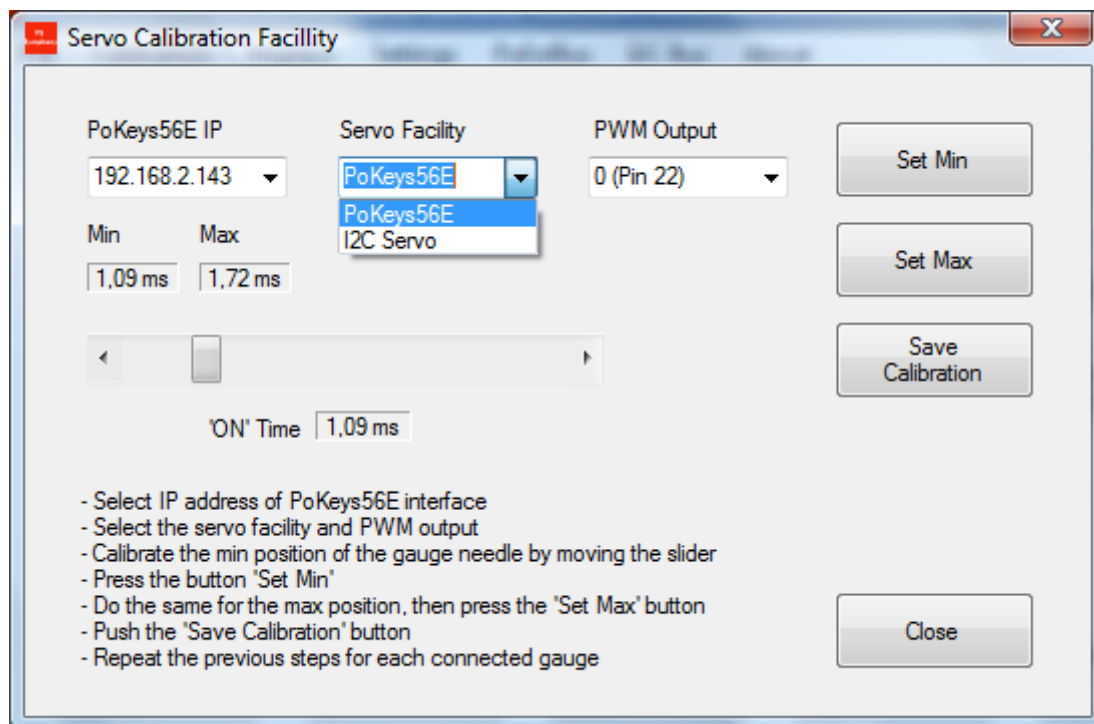 Servo Calibration Facillity
PoKeys56E IP
Servo Facility
PWM Output
192.168.2.143
PoKeys56E
0 (Pin 22)
Set Min
PoKeys56E
I2C Servo
Min
Max
1,09 ms
1,72 ms
Set Max
Save
Calibration
'ON' Time
1,09 ms
- Select IP address of PoKeys56E interface
- Select the servo facility and PWM output
- Calibrate the min position of the gauge needle by moving the slider
- Press the button 'Set Min'
- Do the same for the max position, then press the 'Set Max' button
- Push the 'Save Calibration' button
- Repeat the previous steps for each connected gauge
Close